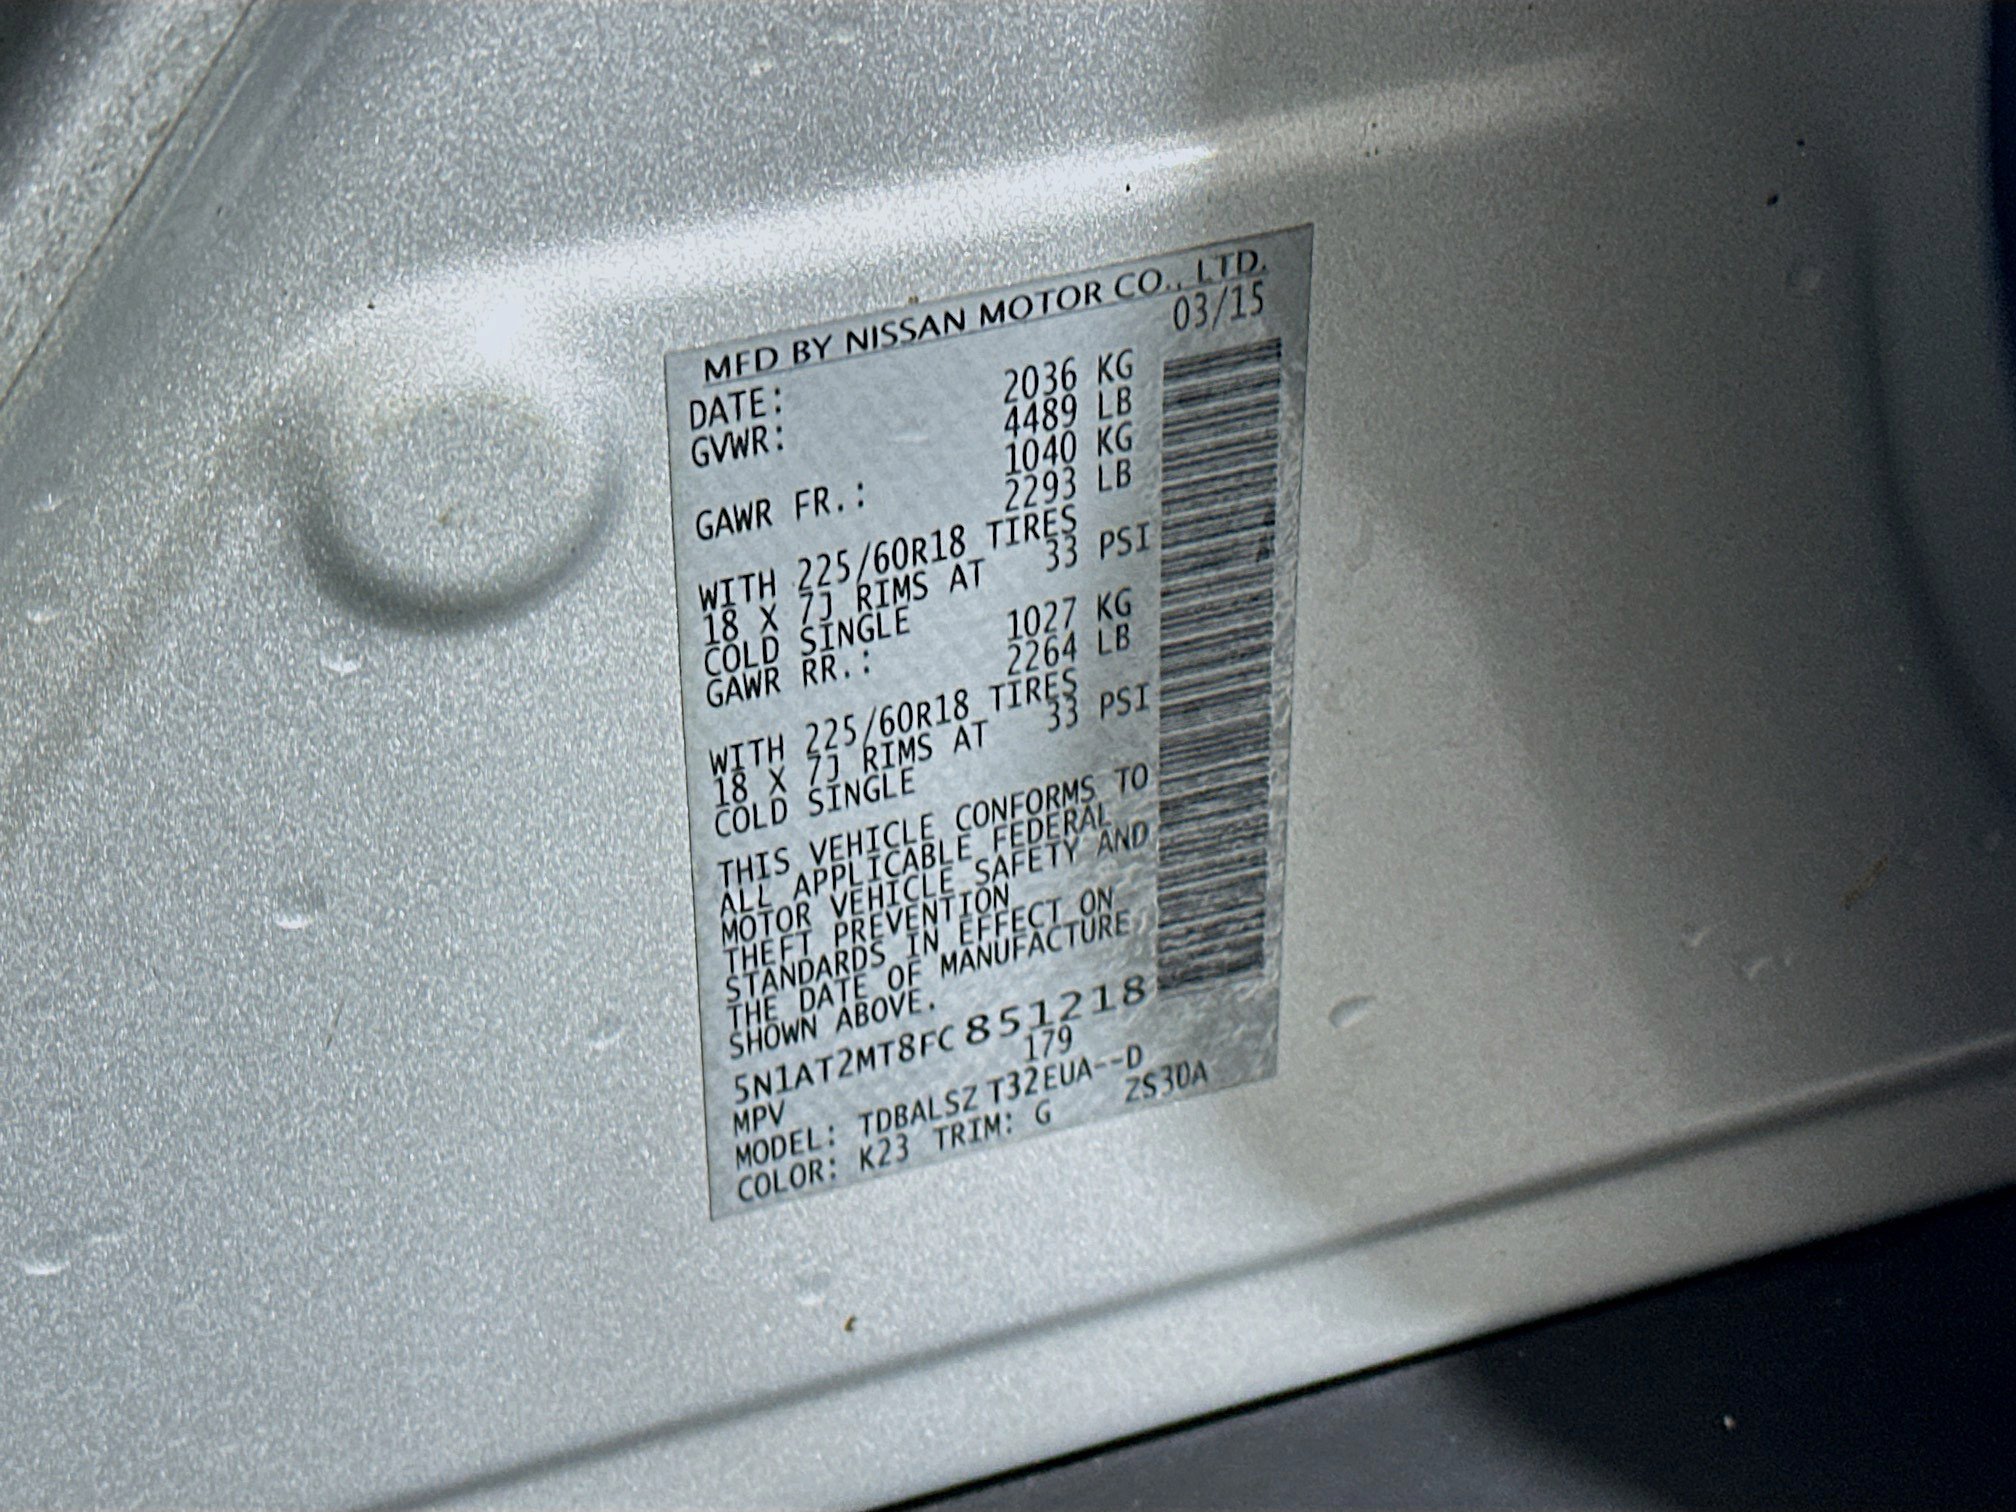 MFD BY NISSAN MOTOR CO., LTD.
DATE: 03/15
GVWR: 2036 KG
4489 LB
GAWR FR.: 1040 KG
2293 LB
WITH 225/60R18 TIRES
18 X 7J RIMS AT 33 PSI
COLD SINGLE
GAWR RR.: 1027 KG
2264 LB
WITH 225/60R18 TIRES
18 X 7J RIMS AT 33 PSI
COLD SINGLE
THIS VEHICLE CONFORMS TO
ALL APPLICABLE FEDERAL
MOTOR VEHICLE SAFETY AND
THEFT PREVENTION
STANDARDS IN EFFECT ON
THE DATE OF MANUFACTURE
SHOWN ABOVE.
5N1AT2MT8FC851218
MPV 179
MODEL: TDBALSZ T32EUA--D
COLOR: K23 TRIM: G ZS30A